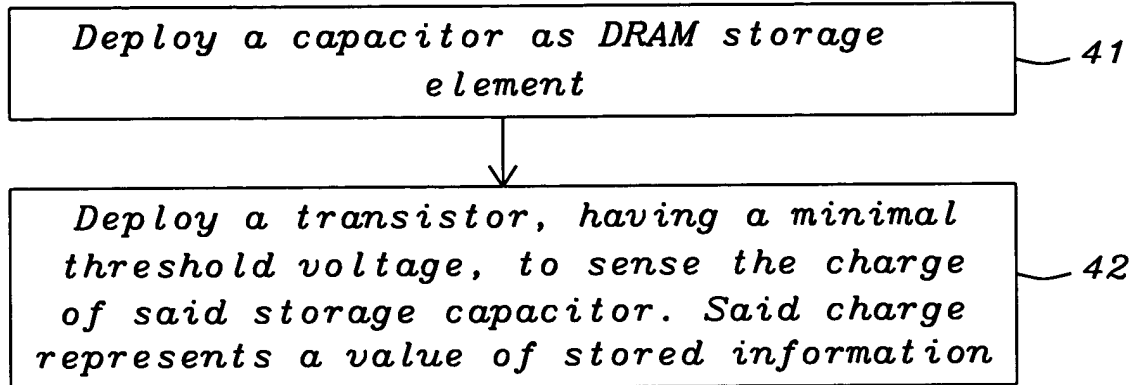 Deploy a capacitor as DRAM storage
element
41
Deploy a transistor, having a minimal
threshold voltage, to sense the charge
of said storage capacitor. Said charge
represents a value of stored information
42